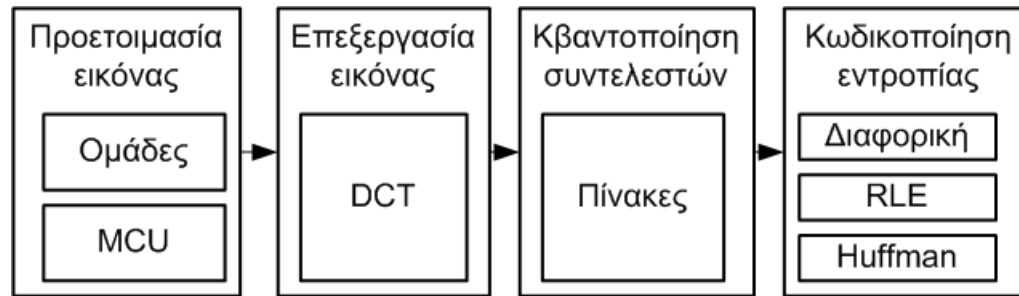 Προετοιμασία
εικόνας
Ομάδες
MCU
Επεξεργασία
εικόνας
DCT
Κβαντοποίηση
συντελεστών
Πίνακες
Κωδικοποίηση
εντροπίας
Διαφορική
RLE
Huffman